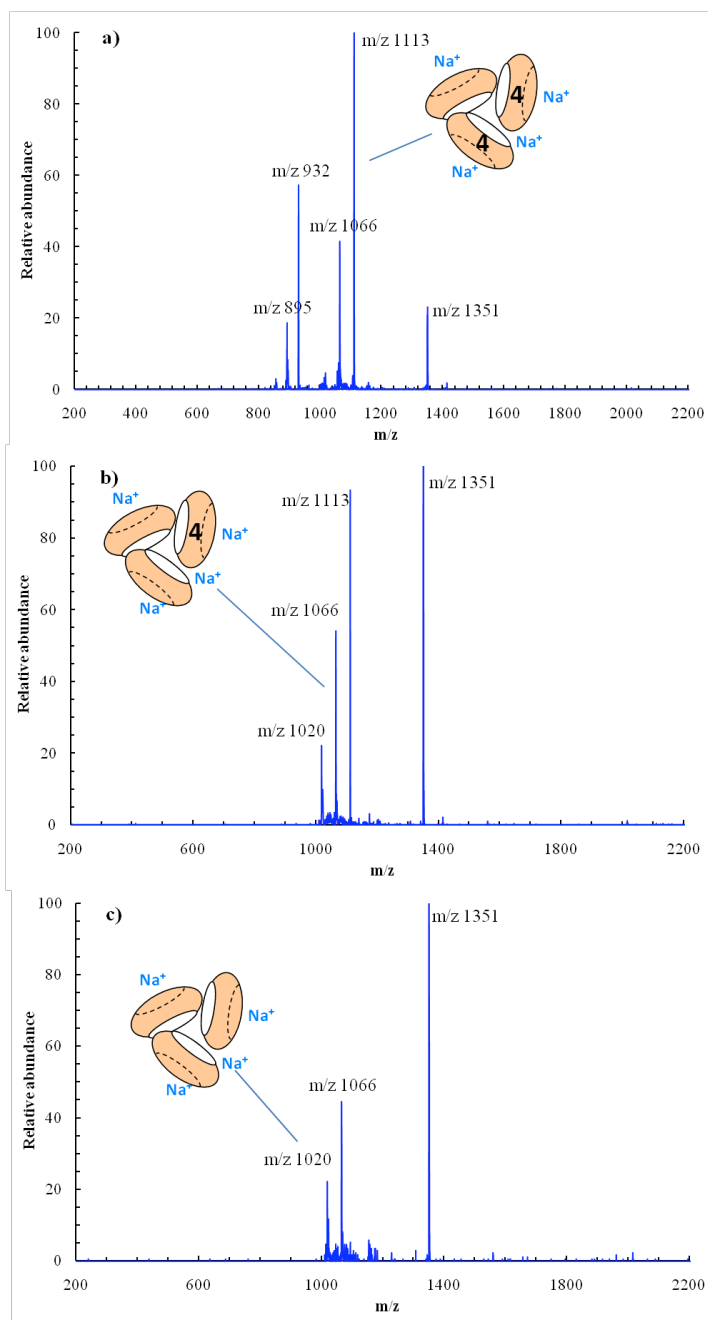 100
a)
m/z 1113
Na⁺
4
Na⁺
80
Na⁺
4
Na⁺
m/z 932
60
m/z 1066
40
m/z 895
m/z 1351
20
0
Relative abundance
200 400 600 800 1000 1200 1400 1600 1800 2000 2200
m/z
100
b)
m/z 1351
Na⁺
m/z 1113
4
Na⁺
80
Na⁺
Na⁺
m/z 1066
60
40
m/z 1020
20
0
Relative abundance
200 600 1000 1400 1800 2200
m/z
100
c)
m/z 1351
Na⁺
80
Na⁺
Na⁺
Na⁺
60
m/z 1066
40
m/z 1020
20
0
Relative abundance
200 600 1000 1400 1800 2200
m/z